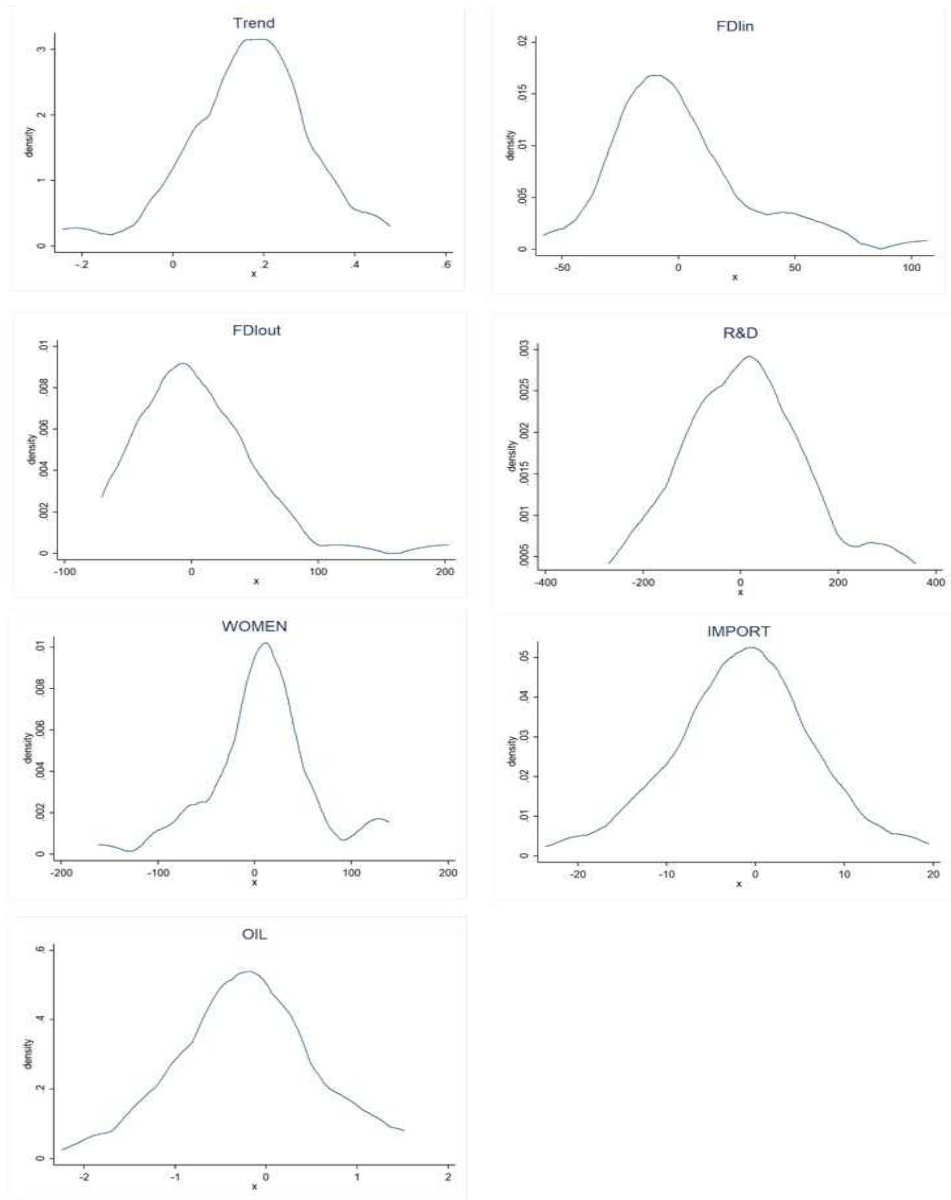 Trend
3
2
1
0
density
-.2 0 .2 .4 .6
x
FDIin
.02
.015
.01
.005
0
density
-50 0 50 100
x
FDIout
.01
.008
.006
.004
.002
0
density
-100 0 100 200
x
R&D
.003
.0025
.002
.0015
.001
.0005
density
-400 -200 0 200 400
x
WOMEN
.01
.008
.006
.004
.002
0
density
-200 -100 0 100 200
x
IMPORT
.05
.04
.03
.02
.01
0
density
-20 -10 0 10 20
x
OIL
.6
.4
.2
0
density
-2 -1 0 1 2
x